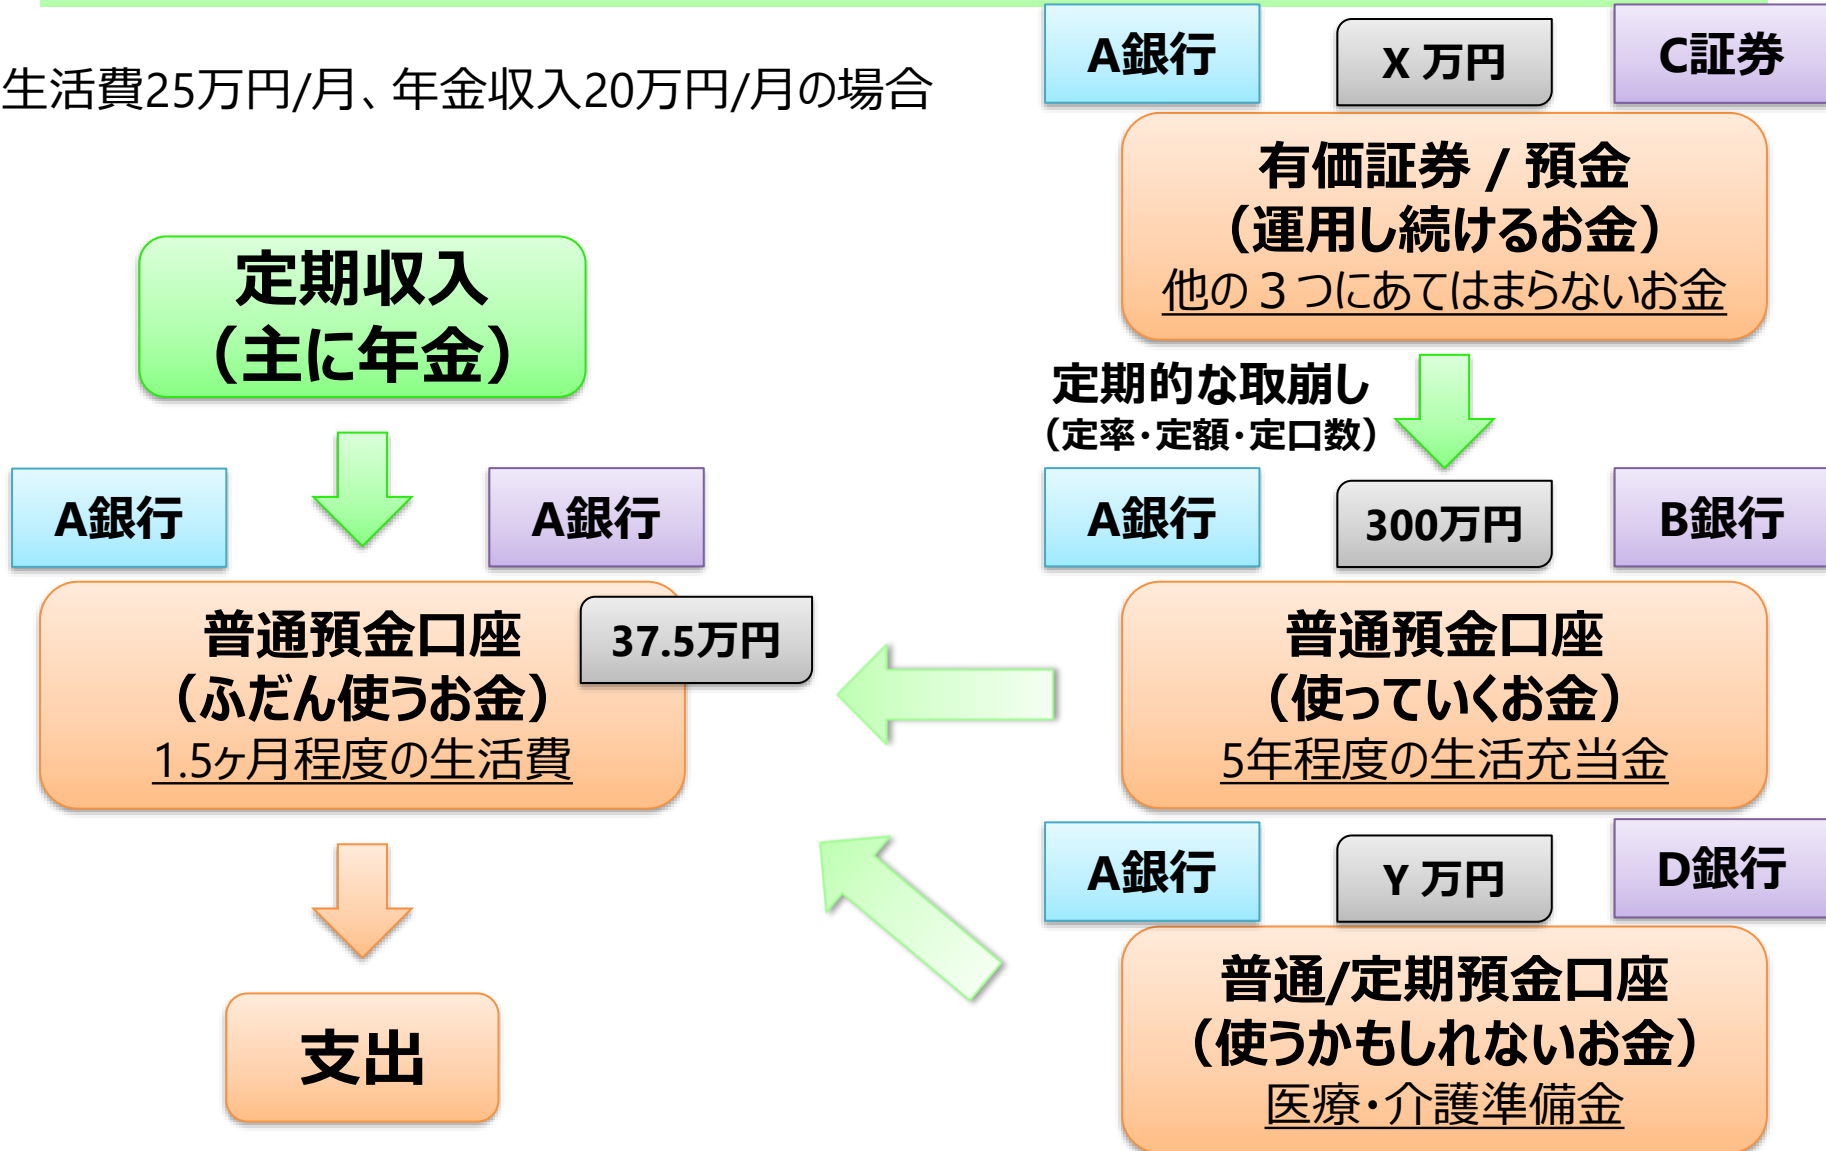 生活費25万円/月、年金収入20万円/月の場合
定期収入
（主に年金）
A銀行
A銀行
普通預金口座
（ふだん使うお金）
1.5ヶ月程度の生活費
37.5万円
支出
A銀行
X 万円
C証券
有価証券 / 預金
（運用し続けるお金）
他の３つにあてはまらないお金
定期的な取崩し
（定率・定額・定口数）
A銀行
300万円
B銀行
普通預金口座
（使っていくお金）
5年程度の生活充当金
A銀行
Y 万円
D銀行
普通/定期預金口座
（使うかもしれないお金）
医療・介護準備金